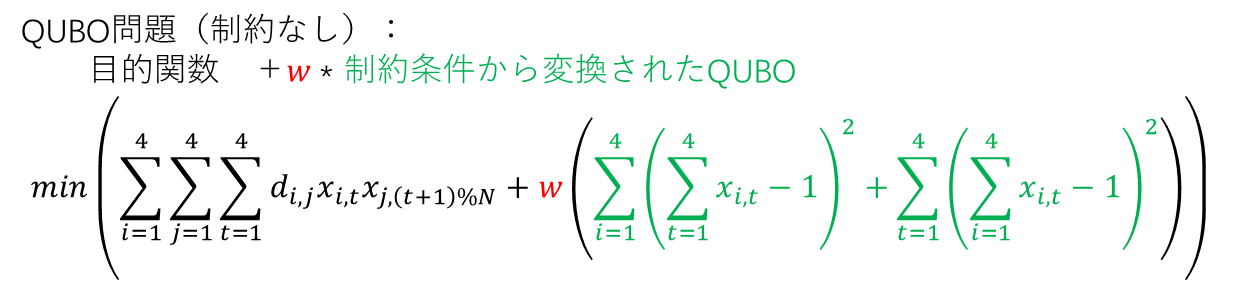 QUBO問題（制約なし）：
目的関数　＋w * 制約条件から変換されたQUBO
min(∑_{i=1}^{4}∑_{j=1}^{4}∑_{t=1}^{4} d_{i,j}x_{i,t}x_{j,(t+1)%N} + w(∑_{i=1}^{4}(∑_{t=1}^{4} x_{i,t} − 1)^2 + ∑_{t=1}^{4}(∑_{i=1}^{4} x_{i,t} − 1)^2))